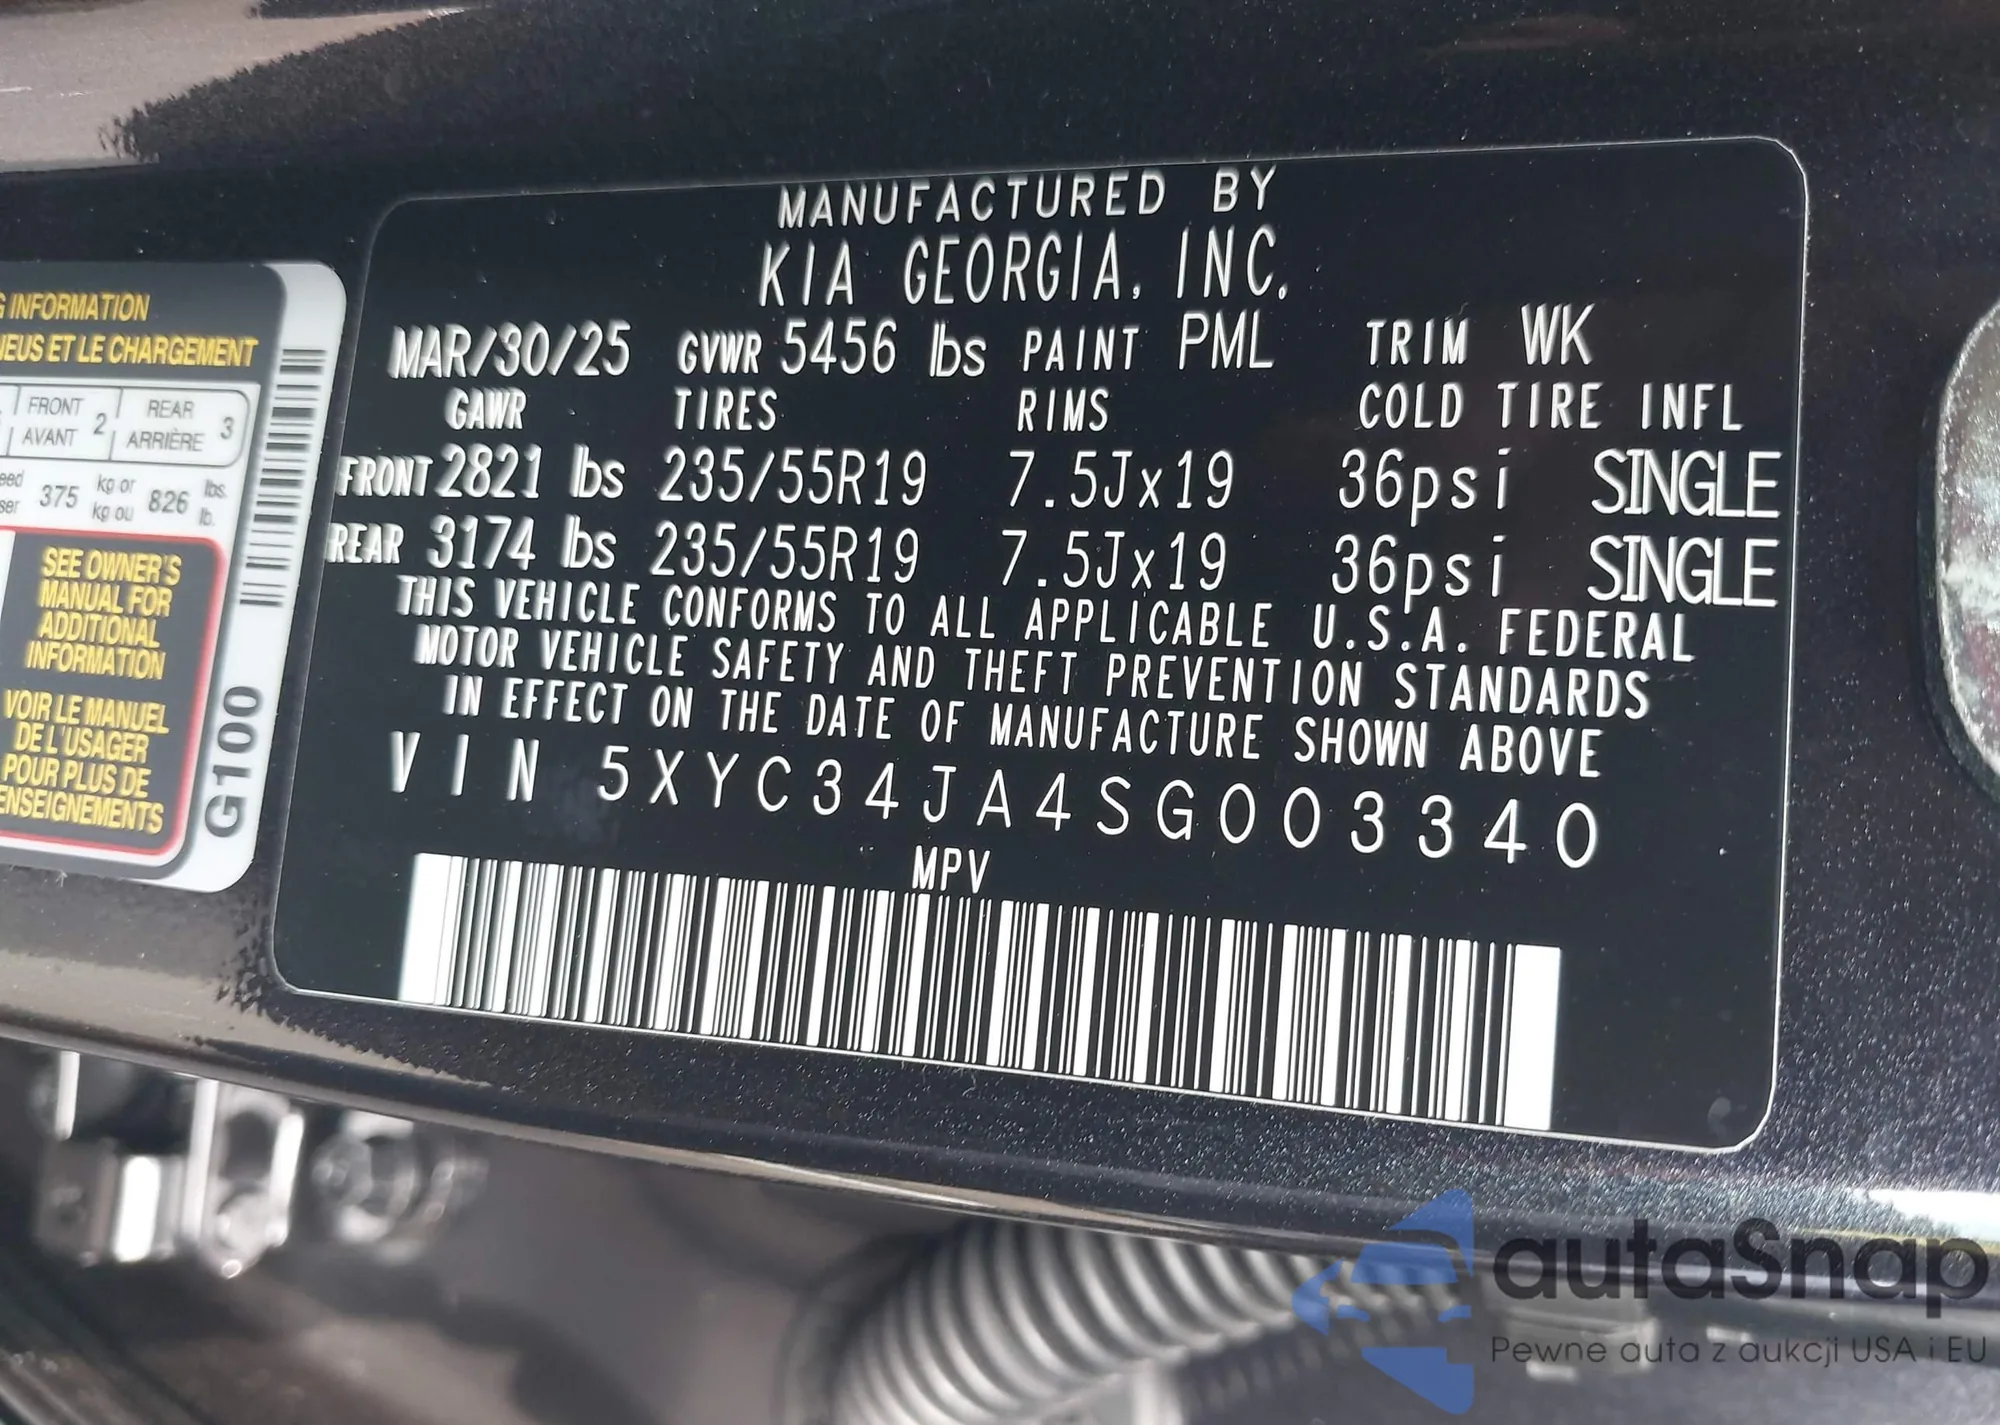 MANUFACTURED BY
KIA GEORGIA, INC.
MAR/30/25 GVWR 5456 lbs PAINT PML TRIM WK
GAWR TIRES RIMS COLD TIRE INFL
FRONT 2821 lbs 235/55R19 7.5Jx19 36psi SINGLE
REAR 3174 lbs 235/55R19 7.5Jx19 36psi SINGLE
THIS VEHICLE CONFORMS TO ALL APPLICABLE U.S.A. FEDERAL
MOTOR VEHICLE SAFETY AND THEFT PREVENTION STANDARDS
IN EFFECT ON THE DATE OF MANUFACTURE SHOWN ABOVE
VIN 5XYC34JA4SG003340
MPV
INFORMATION
ET LE CHARGEMENT
FRONT 2 REAR 3
AVANT ARRIÈRE
375 kg or 826 lbs.
kg ou lb.
SEE OWNER'S
MANUAL FOR
ADDITIONAL
INFORMATION
VOIR LE MANUEL
DE L'USAGER
POUR PLUS DE
ENSEIGNEMENTS
G100
autaSnap
Pewne auta z aukcji USA i EU